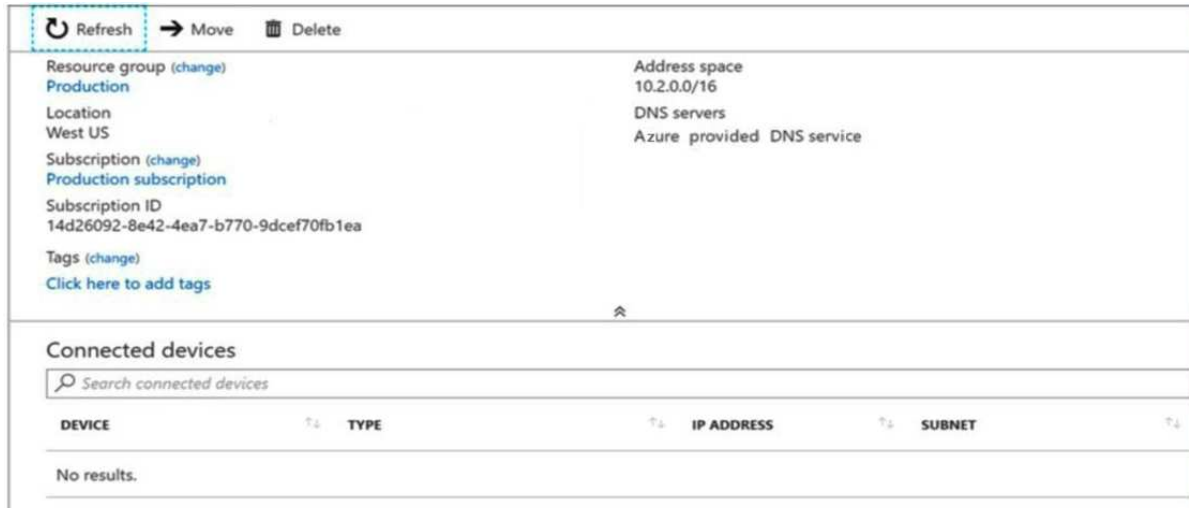 Refresh Move Delete
Resource group (change)
Production
Location
West US
Subscription (change)
Production subscription
Subscription ID
14d26092-8e42-4ea7-b770-9dcef70fb1ea
Tags (change)
Click here to add tags
Address space
10.2.0.0/16
DNS servers
Azure provided DNS service
Connected devices
Search connected devices
DEVICE TYPE IP ADDRESS SUBNET
No results.